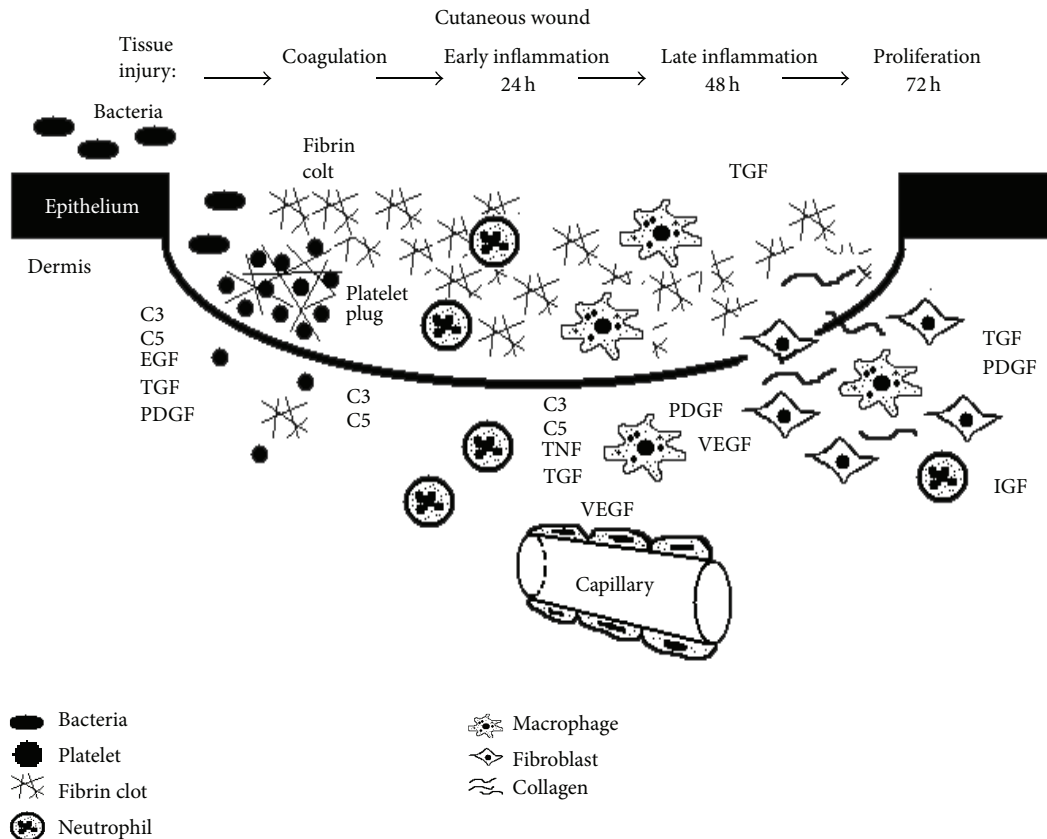 Cutaneous wound
Tissue
injury:
Coagulation
Early inflammation
24 h
Late inflammation
48 h
Proliferation
72 h
Bacteria
Fibrin
colt
TGF
Epithelium
Dermis
Platelet
plug
C3
C5
EGF
TGF
PDGF
C3
C5
C3
C5
TNF
TGF
PDGF
VEGF
VEGF
TGF
PDGF
IGF
Capillary
Bacteria
Platelet
Fibrin clot
Neutrophil
Macrophage
Fibroblast
Collagen